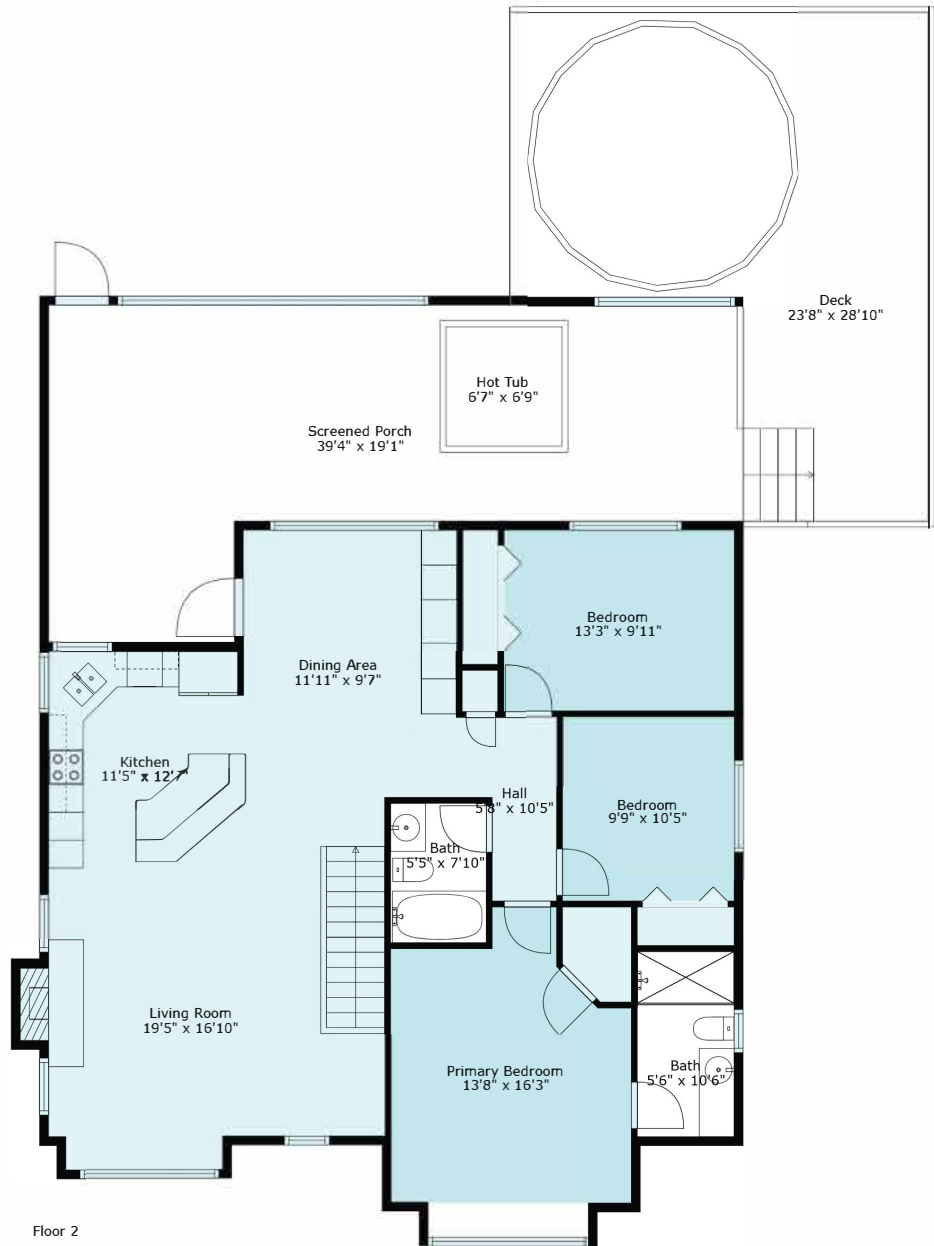 Deck
23'8" x 28'10"
Hot Tub
6'7" x 6'9"
Screened Porch
39'4" x 19'1"
Bedroom
13'3" x 9'11"
Dining Area
11'11" x 9'7"
Kitchen
11'5" x 12'7"
Hall
5'8" x 10'5"
Bedroom
9'9" x 10'5"
Bath
5'5" x 7'10"
Living Room
19'5" x 16'10"
Primary Bedroom
13'8" x 16'3"
Bath
5'6" x 10'6"
Floor 2